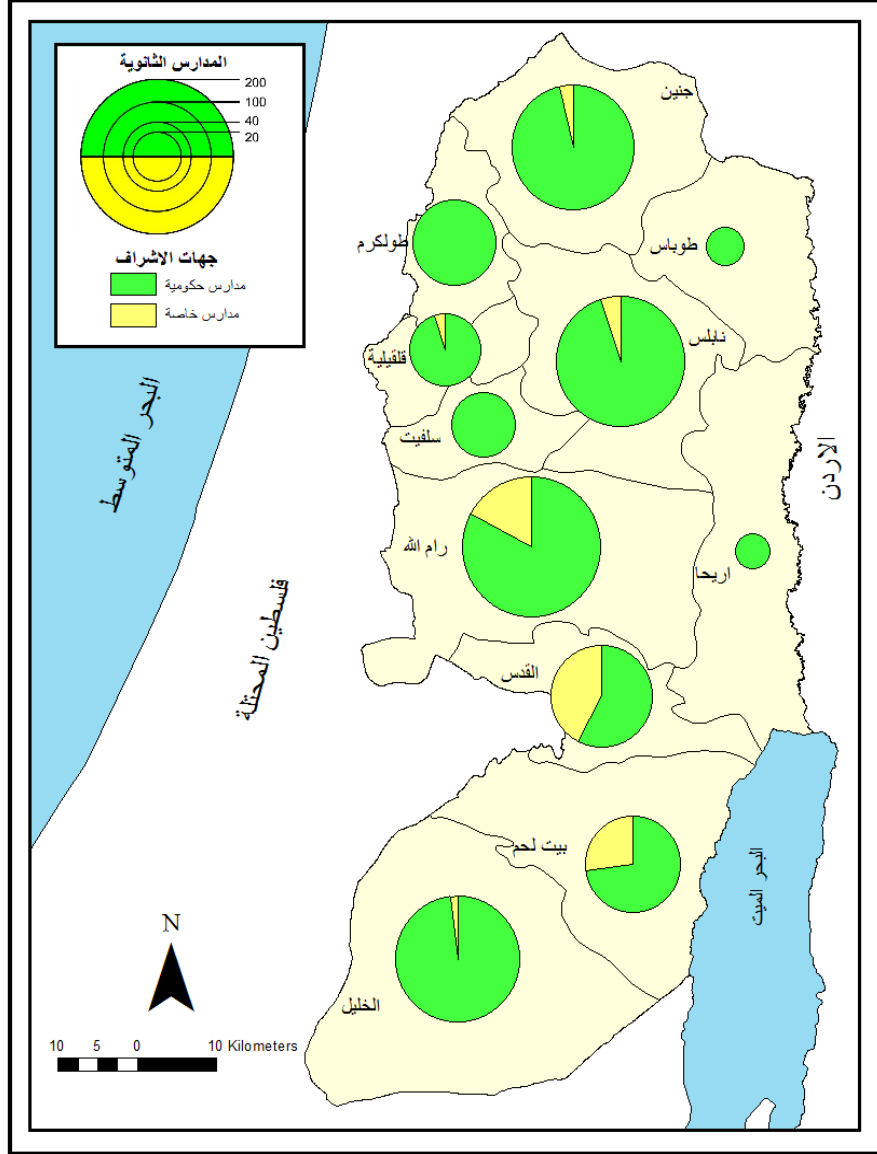 المدارس الثانوية
200
100
40
20
جهات الاشراف
مدارس حكومية
مدارس خاصة
جنين
طولكرم
طوباس
نابلس
قلقيلية
سلفيت
البحر المتوسط
الاردن
رام الله
اريحا
فلسطين المحتلة
القدس
بيت لحم
البحر الميت
الخليل
N
10 5 0 10 Kilometers